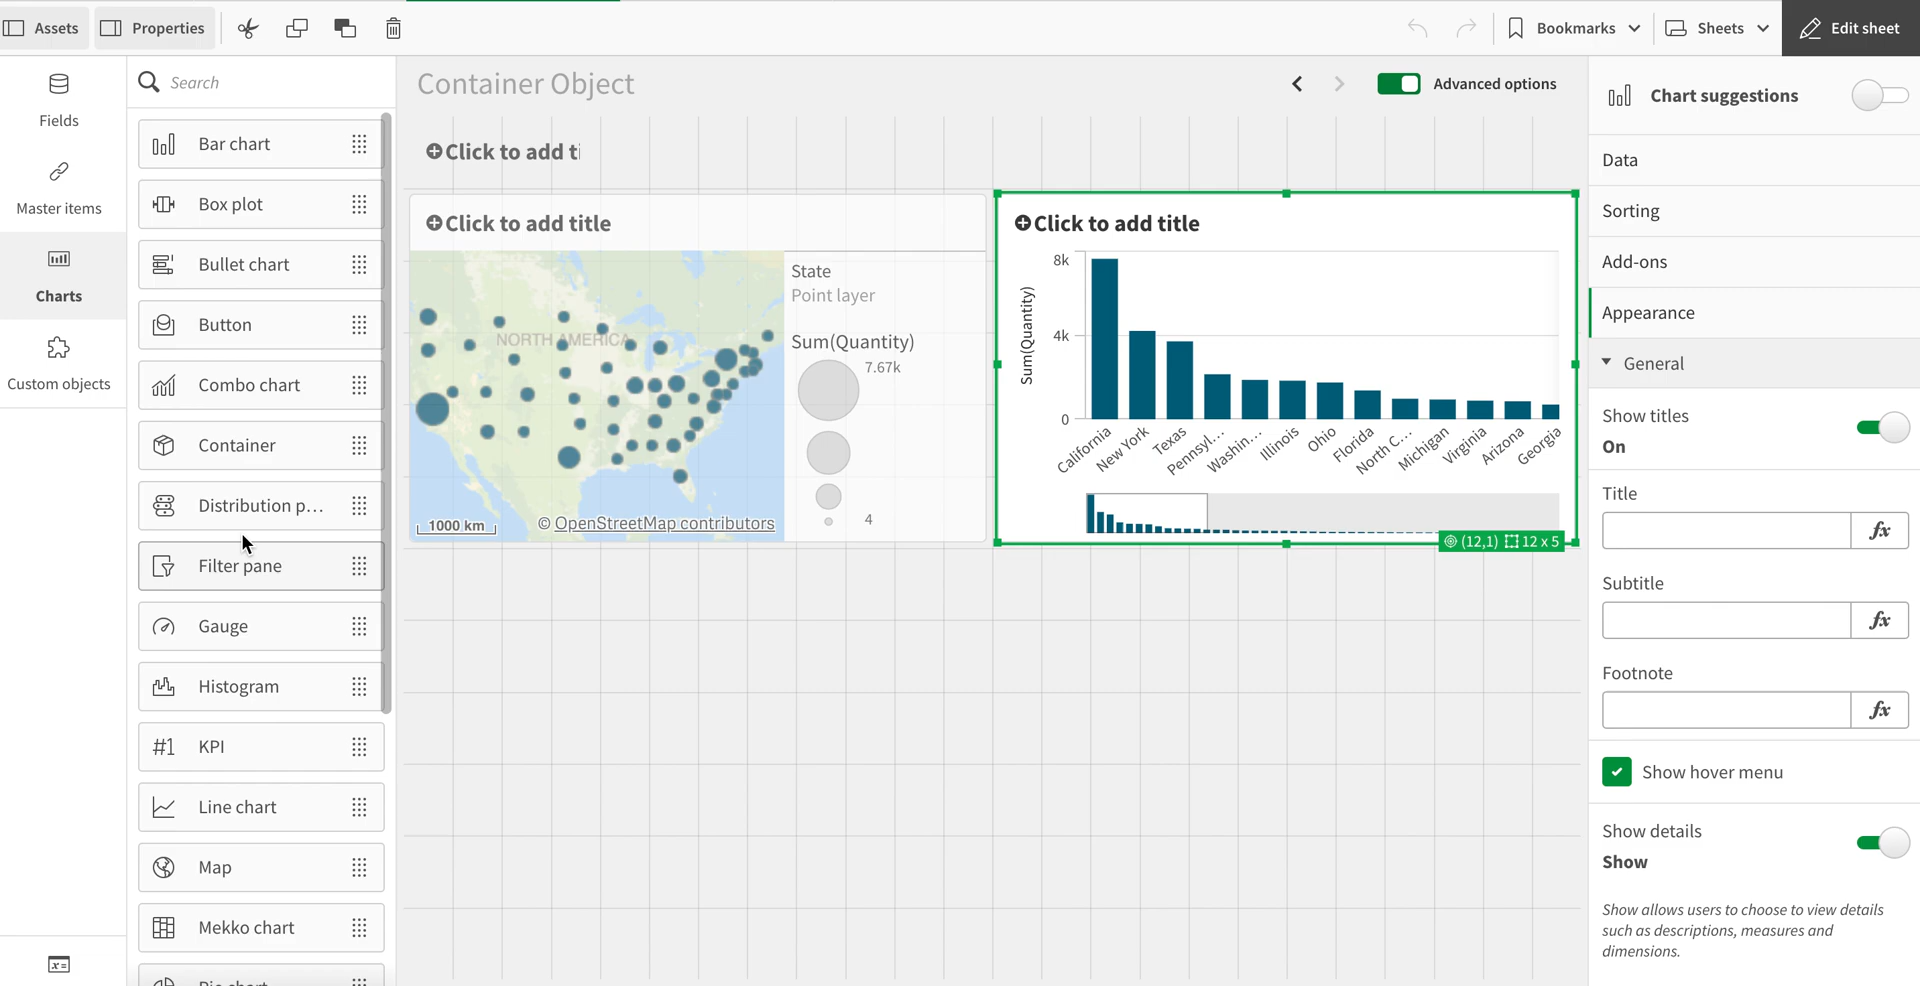 Assets
Properties
Bookmarks
Sheets
Edit sheet
Fields
Master items
Charts
Custom objects
Search
Bar chart
Box plot
Bullet chart
Button
Combo chart
Container
Distribution p...
Filter pane
Gauge
Histogram
#1 KPI
Line chart
Map
Mekko chart
Container Object
Advanced options
Click to add ti
Click to add title
NORTH AMERICA
1000 km
© OpenStreetMap contributors
State
Point layer
Sum(Quantity)
7.67k
4
Click to add title
Sum(Quantity)
8k
4k
0
California
New York
Texas
Pennsyl...
Washin...
Illinois
Ohio
Florida
North C...
Michigan
Virginia
Arizona
Georgia
(12,1) 12 x 5
Chart suggestions
Data
Sorting
Add-ons
Appearance
General
Show titles
On
Title
fx
Subtitle
fx
Footnote
fx
Show hover menu
Show details
Show
Show allows users to choose to view details
such as descriptions, measures and
dimensions.
x=